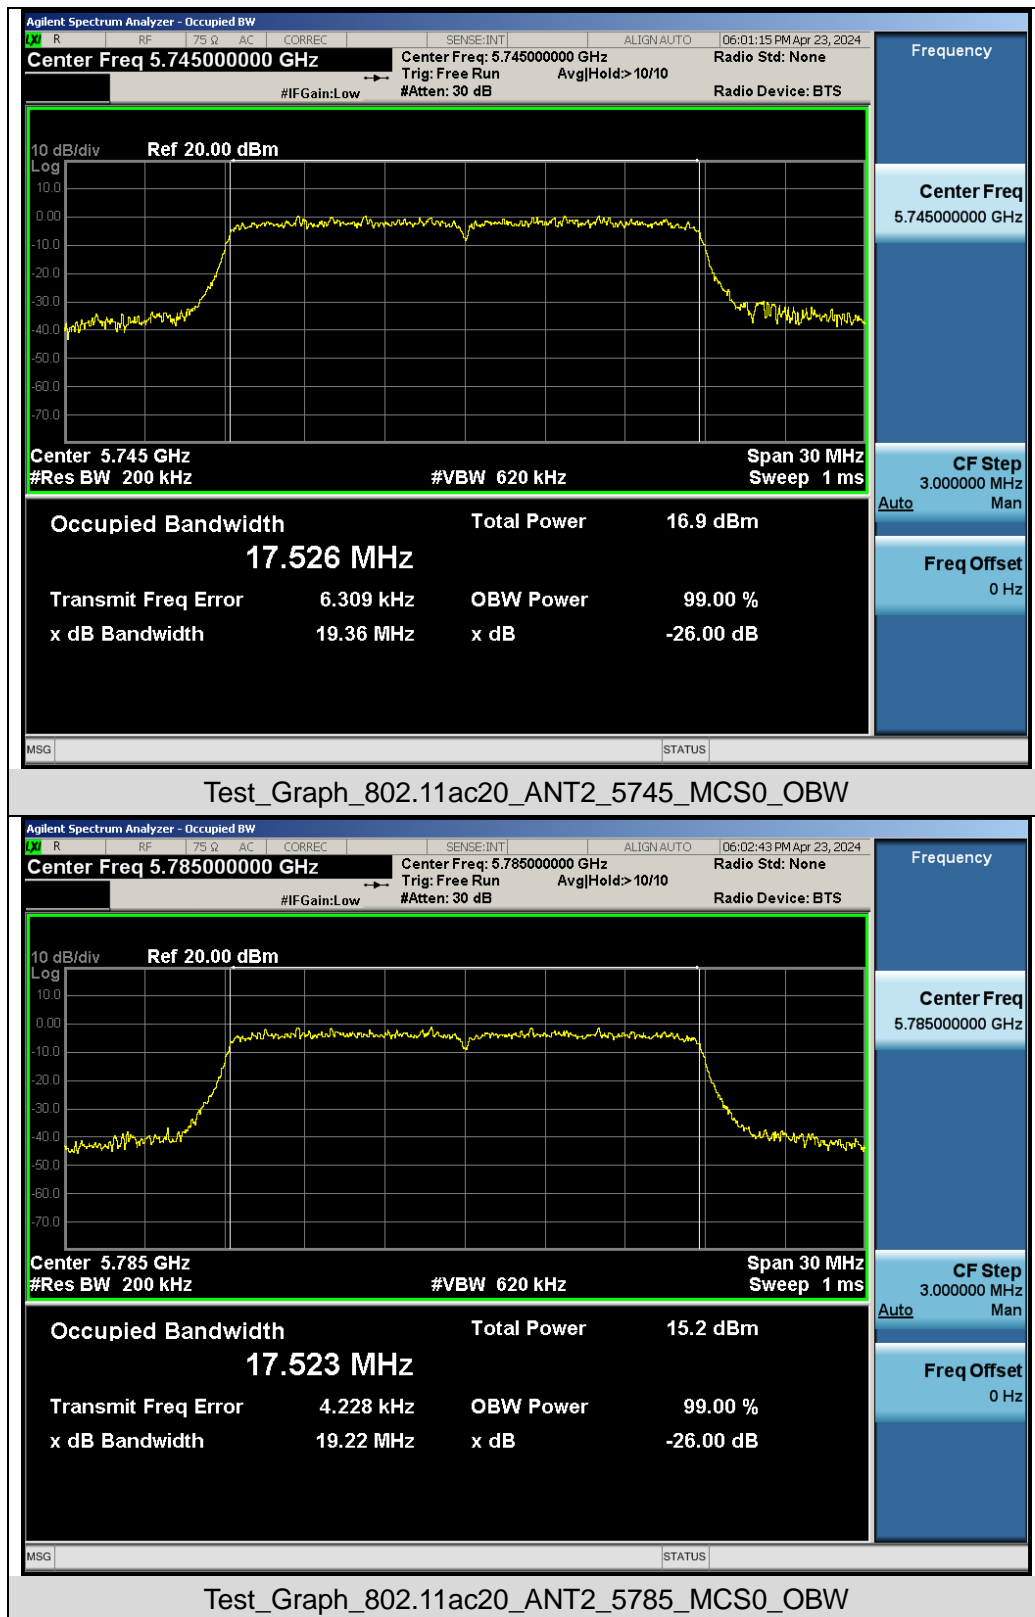 Agilent Spectrum Analyzer - Occupied BW
LXI R RF 75 Ω AC CORREC SENSE:INT ALIGN AUTO 06:01:15 PM Apr 23, 2024
Center Freq 5.745000000 GHz
Center Freq: 5.745000000 GHz Radio Std: None
Trig: Free Run Avg|Hold:>10/10
#IFGain:Low #Atten: 30 dB Radio Device: BTS
Frequency
10 dB/div Ref 20.00 dBm
Log
10.0
0.00
-10.0
-20.0
-30.0
-40.0
-50.0
-60.0
-70.0
Center 5.745 GHz Span 30 MHz
#Res BW 200 kHz #VBW 620 kHz Sweep 1 ms
Center Freq
5.745000000 GHz
CF Step
3.000000 MHz
Auto Man
Freq Offset
0 Hz
Occupied Bandwidth Total Power 16.9 dBm
17.526 MHz
Transmit Freq Error 6.309 kHz OBW Power 99.00 %
x dB Bandwidth 19.36 MHz x dB -26.00 dB
MSG STATUS
Test_Graph_802.11ac20_ANT2_5745_MCS0_OBW
Agilent Spectrum Analyzer - Occupied BW
LXI R RF 75 Ω AC CORREC SENSE:INT ALIGN AUTO 06:02:43 PM Apr 23, 2024
Center Freq 5.785000000 GHz
Center Freq: 5.785000000 GHz Radio Std: None
Trig: Free Run Avg|Hold:>10/10
#IFGain:Low #Atten: 30 dB Radio Device: BTS
Frequency
10 dB/div Ref 20.00 dBm
Log
10.0
0.00
-10.0
-20.0
-30.0
-40.0
-50.0
-60.0
-70.0
Center 5.785 GHz Span 30 MHz
#Res BW 200 kHz #VBW 620 kHz Sweep 1 ms
Center Freq
5.785000000 GHz
CF Step
3.000000 MHz
Auto Man
Freq Offset
0 Hz
Occupied Bandwidth Total Power 15.2 dBm
17.523 MHz
Transmit Freq Error 4.228 kHz OBW Power 99.00 %
x dB Bandwidth 19.22 MHz x dB -26.00 dB
MSG STATUS
Test_Graph_802.11ac20_ANT2_5785_MCS0_OBW